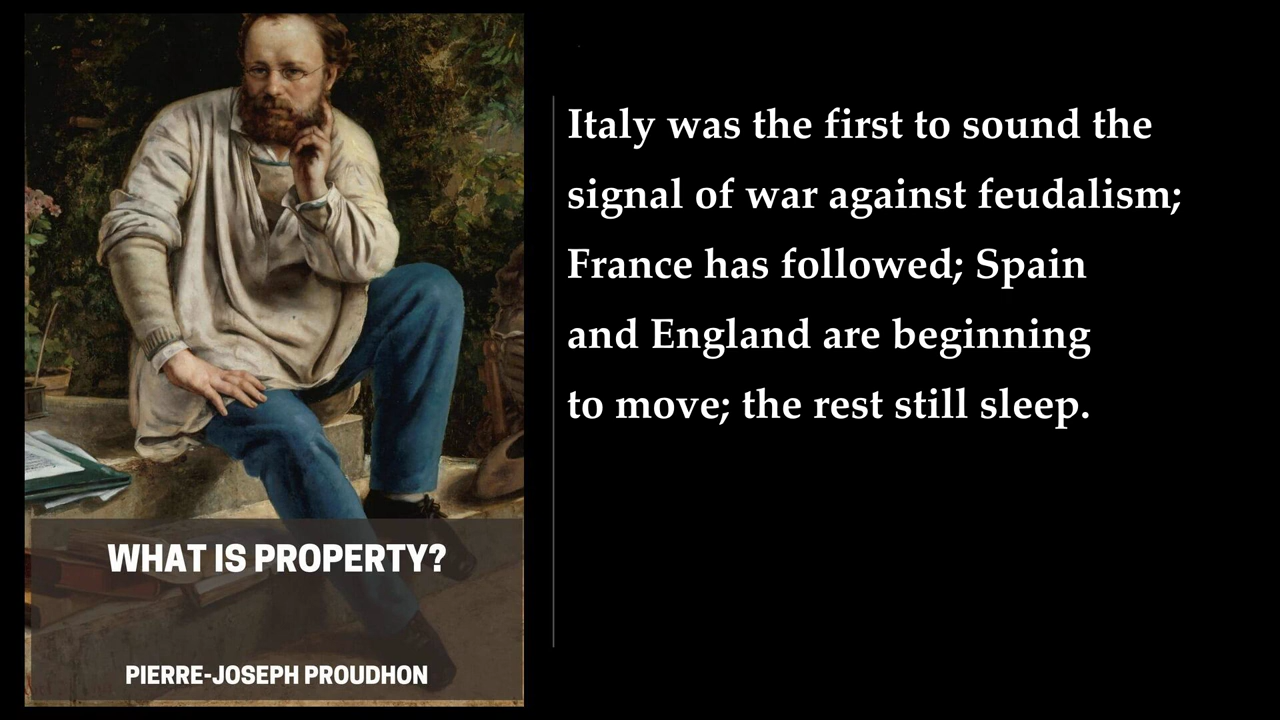 Italy was the first to sound the
signal of war against feudalism;
France has followed; Spain
and England are beginning
to move; the rest still sleep.
WHAT IS PROPERTY?
PIERRE-JOSEPH PROUDHON